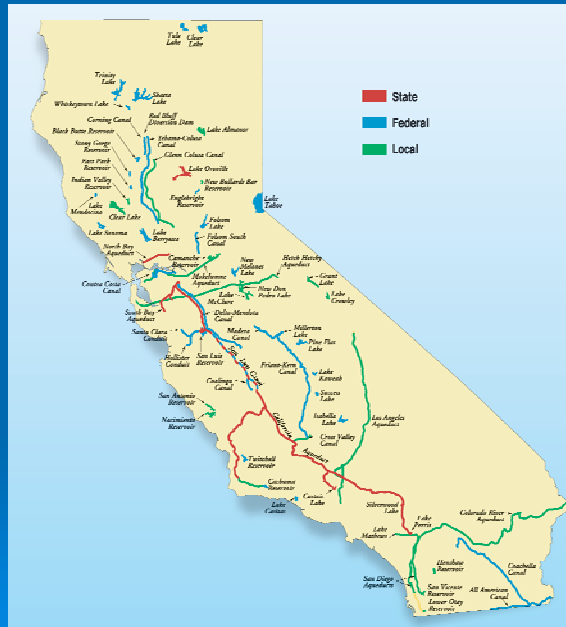 Tule
Lake
Clear
Lake
Trinity
Lake
Shasta
Lake
Whiskeytown Lake
Corning Canal
Red Bluff
Diversion Dam
Black Butte Reservoir
Tehama-Colusa
Canal
Lake Almanor
Stony Gorge
Reservoir
Glenn Colusa Canal
East Park
Reservoir
Lake Oroville
Indian Valley
Reservoir
New Bullards Bar
Reservoir
Englebright
Reservoir
Lake
Mendocino
Clear Lake
Lake
Tahoe
Folsom
Lake
Lake Sonoma
Lake
Berryessa
Folsom South
Canal
North Bay
Aqueduct
Camanche
Reservoir
New
Melones
Lake
Hetch Hetchy
Aqueduct
Contra Costa
Canal
Mokelumne
Aqueduct
Grant
Lake
Lake
McClure
New Don
Pedro Lake
Lake
Crowley
South Bay
Aqueduct
Delta-Mendota
Canal
Santa Clara
Conduit
Madera
Canal
Millerton
Lake
Pine Flat
Lake
Hollister
Conduit
San Luis
Reservoir
San Luis Canal
Friant-Kern
Canal
Coalinga
Canal
Lake
Kaweah
Success
Lake
San Antonio
Reservoir
Nacimiento
Reservoir
Isabella
Lake
Los Angeles
Aqueduct
California
Aqueduct
Cross Valley
Canal
Twitchell
Reservoir
Cachuma
Reservoir
Castaic
Lake
Lake
Casitas
Silverwood
Lake
Lake
Perris
Colorado River
Aqueduct
Lake
Mathews
Henshaw
Reservoir
Coachella
Canal
San Diego
Aqueducts
San Vicente
Reservoir
All American
Canal
Lower Otay
Reservoir
State
Federal
Local